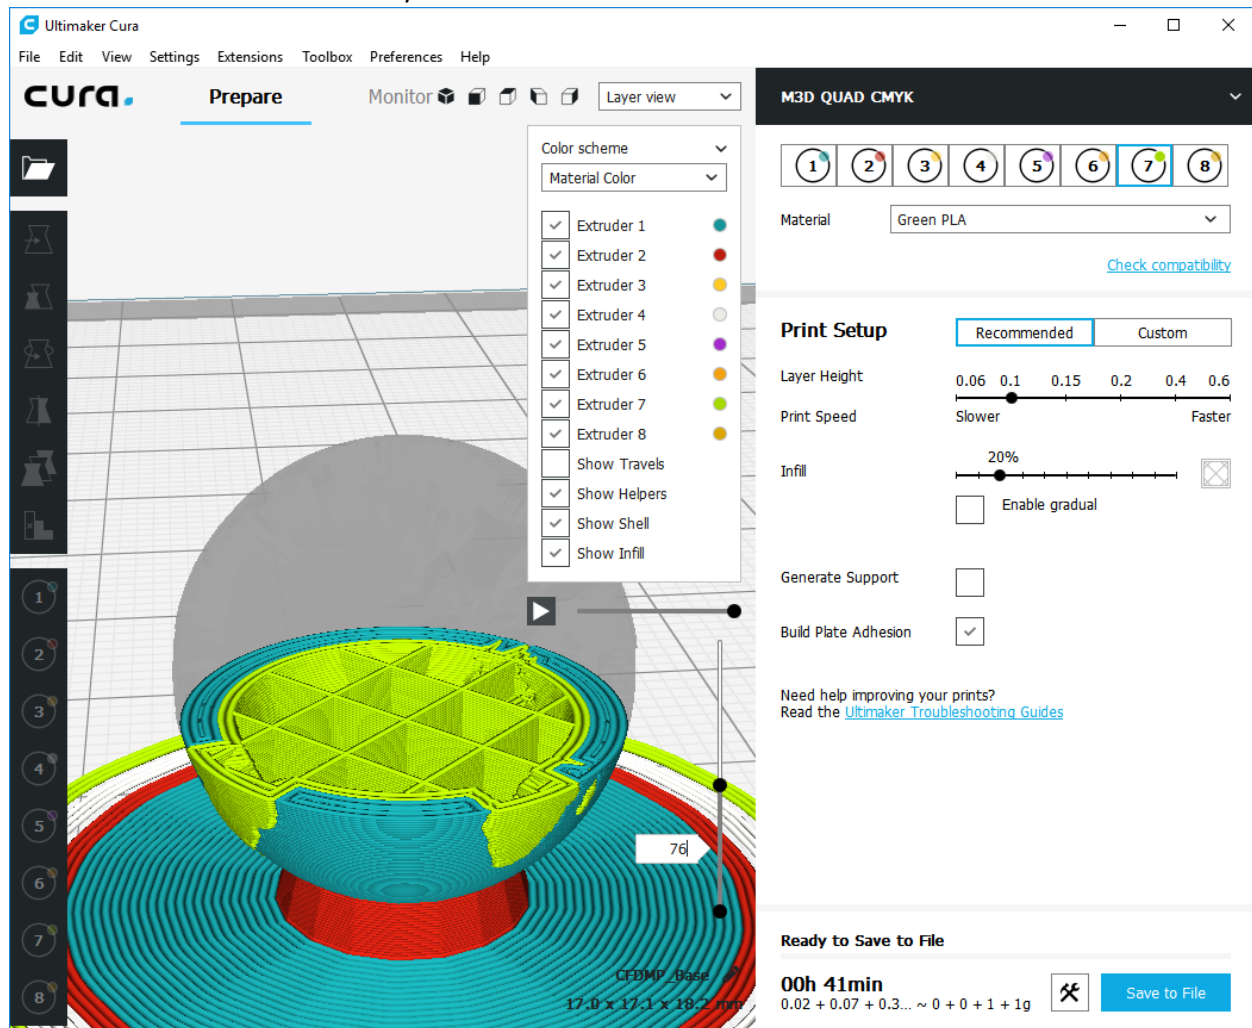 Ultimaker Cura
File Edit View Settings Extensions Toolbox Preferences Help
cura.
Prepare
Monitor
Layer view
M3D QUAD CMYK
Color scheme
Material Color
Extruder 1
Extruder 2
Extruder 3
Extruder 4
Extruder 5
Extruder 6
Extruder 7
Extruder 8
Show Travels
Show Helpers
Show Shell
Show Infill
1 2 3 4 5 6 7 8
Material Green PLA
Check compatibility
Print Setup Recommended Custom
Layer Height 0.06 0.1 0.15 0.2 0.4 0.6
Print Speed Slower Faster
20%
Infill
Enable gradual
Generate Support
Build Plate Adhesion
Need help improving your prints?
Read the Ultimaker Troubleshooting Guides
1
2
3
4
5
6
7
8
76
CFDMP_Base
17.0 x 17.1 x 18.2 mm
Ready to Save to File
00h 41min
0.02 + 0.07 + 0.3... ~ 0 + 0 + 1 + 1g
Save to File